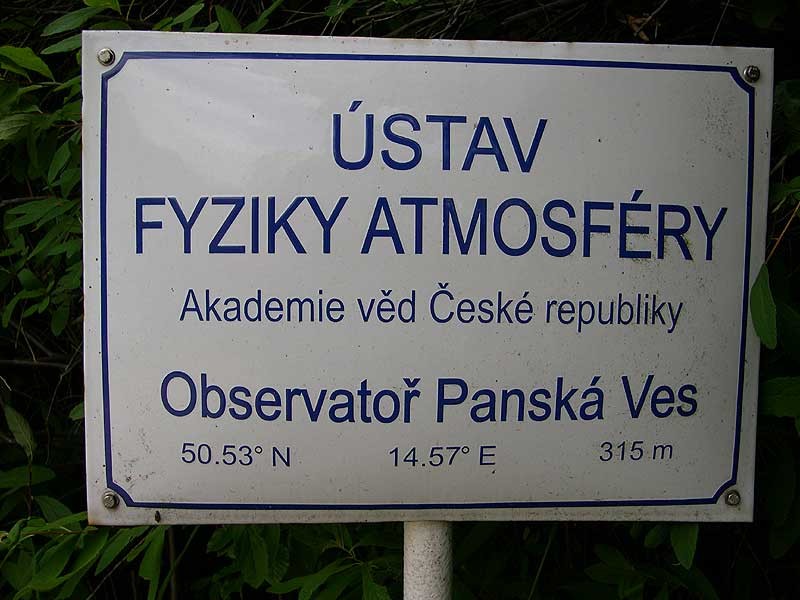 ÚSTAV
FYZIKY ATMOSFÉRY
Akademie věd České republiky
Observatoř Panská Ves
50.53° N 14.57° E 315 m